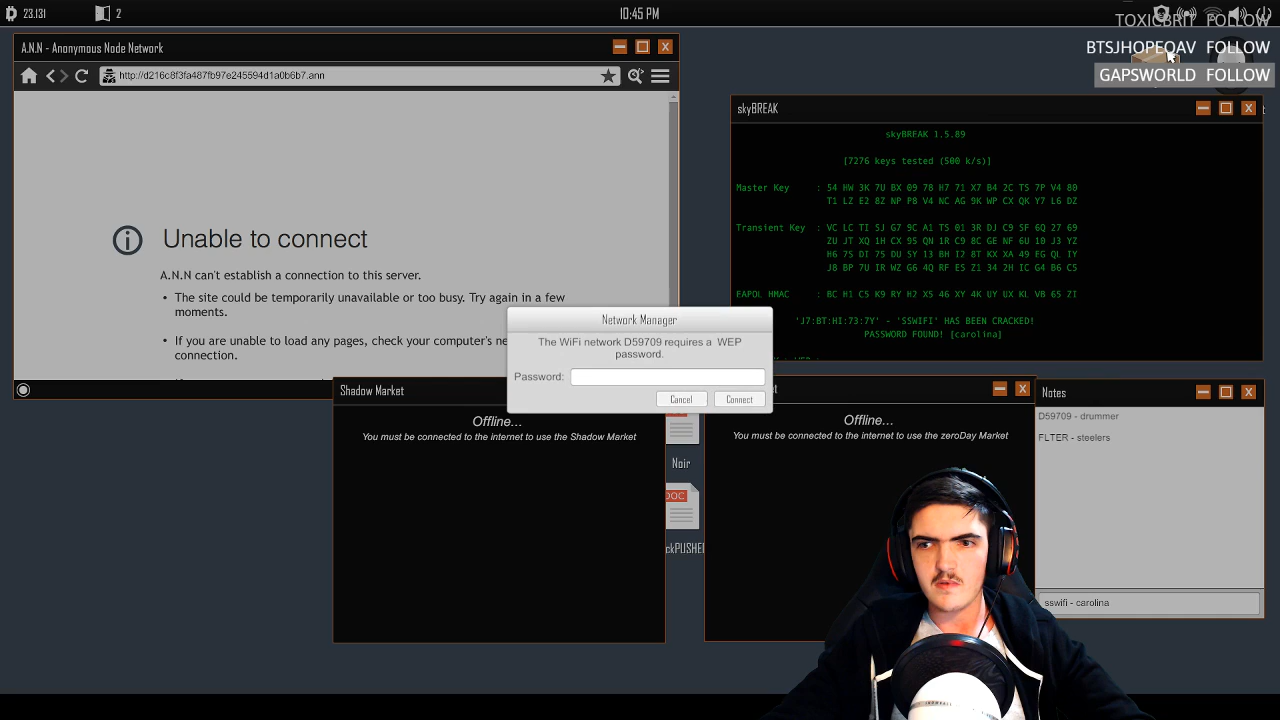 23.131
2
10:45 PM
TOXICBRIT FOLLOW
BTSJHOPEQAV FOLLOW
GAPSWORLD FOLLOW
A.N.N - Anonymous Node Network
http://d216c8f3fa487fb97e245594d1a0b6b7.ann
Unable to connect
A.N.N can't establish a connection to this server.
• The site could be temporarily unavailable or too busy. Try again in a few
moments.
• If you are unable to load any pages, check your computer's ne
connection.
skyBREAK
skyBREAK 1.5.89
[7276 keys tested (500 k/s)]
Master Key : 54 HW 3K 7U BX 09 78 H7 71 X7 B4 2C TS 7P V4 80
T1 LZ E2 8Z NP P8 V4 NC AG 9K WP CX QK Y7 L6 DZ
Transient Key : VC LC TI SJ G7 9C A1 TS 01 3R DJ C9 5F 6Q 27 69
ZU JT XQ 1H CX 95 QN 1R C9 8C GE NF 6U 10 J3 YZ
H6 75 DI 75 DU 5Y 13 BH I2 8T KX XA 49 EG QL IY
J8 BP 7U IR WZ G6 4Q RF ES Z1 34 2H IC G4 B6 C5
EAPOL HMAC : BC H1 C5 K9 RY H2 X5 46 XY 4K UY UX KL VB 65 ZI
'J7:BT:HI:73:7Y' - 'SSWIFI' HAS BEEN CRACKED!
PASSWORD FOUND! [carolina]
Network Manager
The WiFi network D59709 requires a WEP
password.
Password:
Cancel Connect
Shadow Market
Offline...
You must be connected to the internet to use the Shadow Market
Noir
DOC
ckPUSHER
Offline...
You must be connected to the internet to use the zeroDay Market
Notes
D59709 - drummer
FLTER - steelers
sswifi - carolina